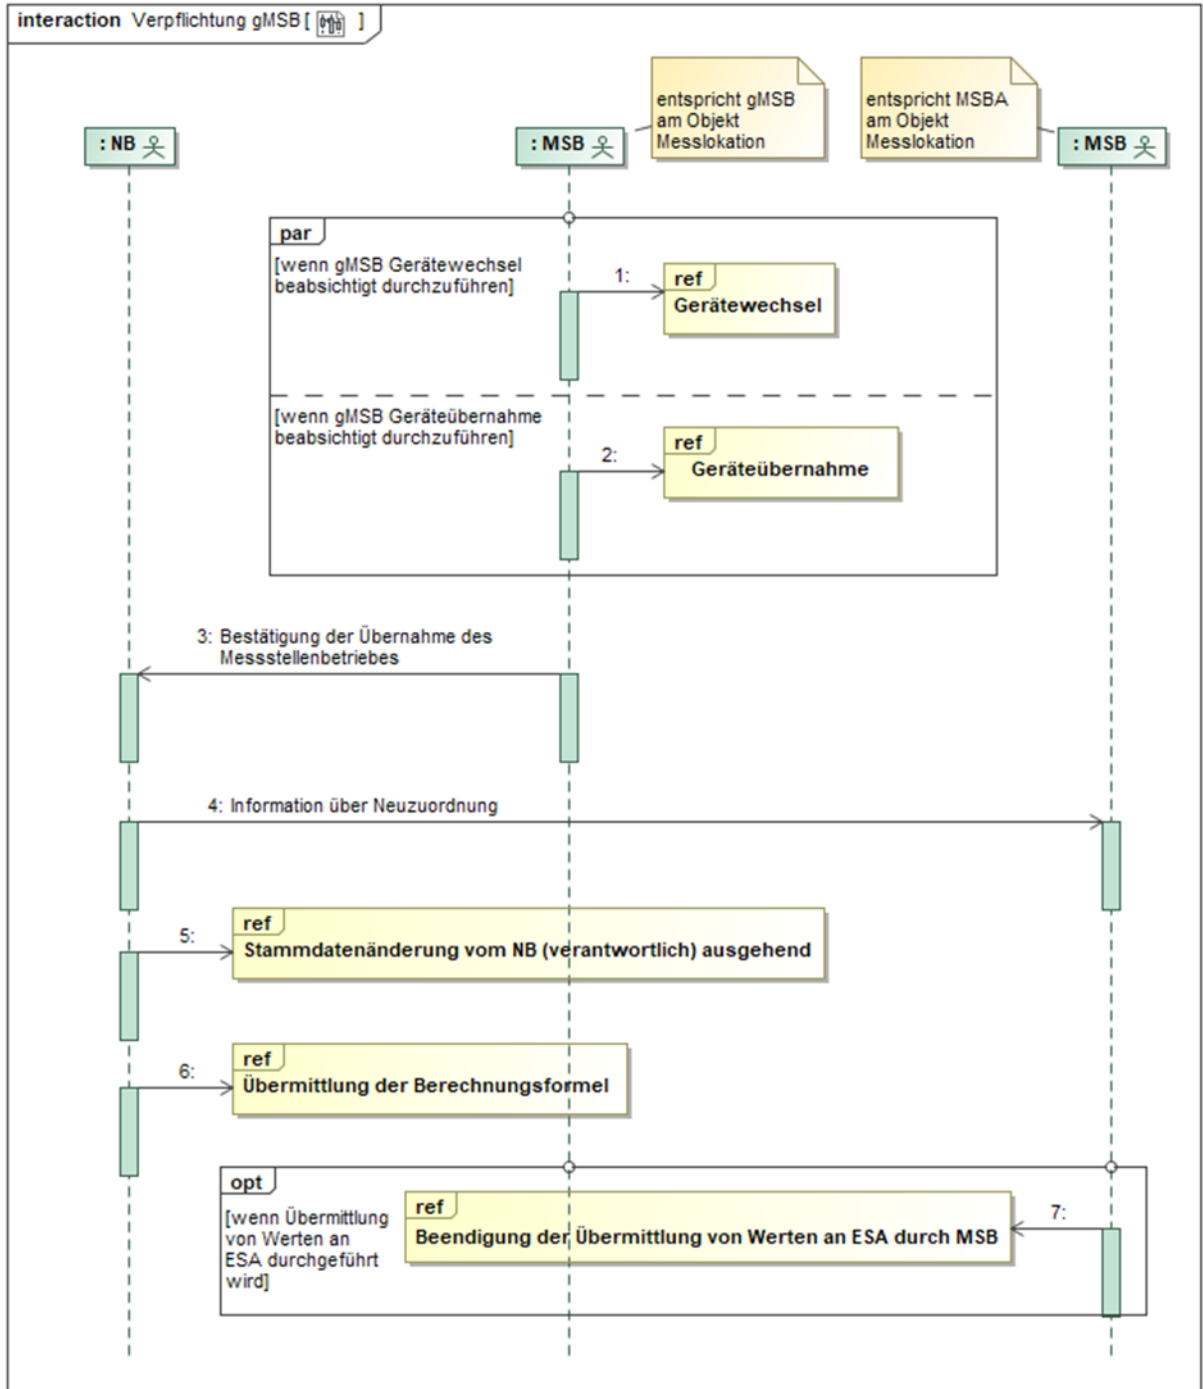 interaction Verpflichtung gMSB [ ]
entspricht gMSB
am Objekt
Messlokation
entspricht MSBA
am Objekt
Messlokation
: NB
: MSB
: MSB
par
[wenn gMSB Gerätewechsel
beabsichtigt durchzuführen]
1:
ref
Gerätewechsel
[wenn gMSB Geräteübernahme
beabsichtigt durchzuführen]
2:
ref
Geräteübernahme
3: Bestätigung der Übernahme des
Messstellenbetriebes
4: Information über Neuzuordnung
5:
ref
Stammdatenänderung vom NB (verantwortlich) ausgehend
6:
ref
Übermittlung der Berechnungsformel
opt
[wenn Übermittlung
von Werten an
ESA durchgeführt
wird]
ref
Beendigung der Übermittlung von Werten an ESA durch MSB
7: